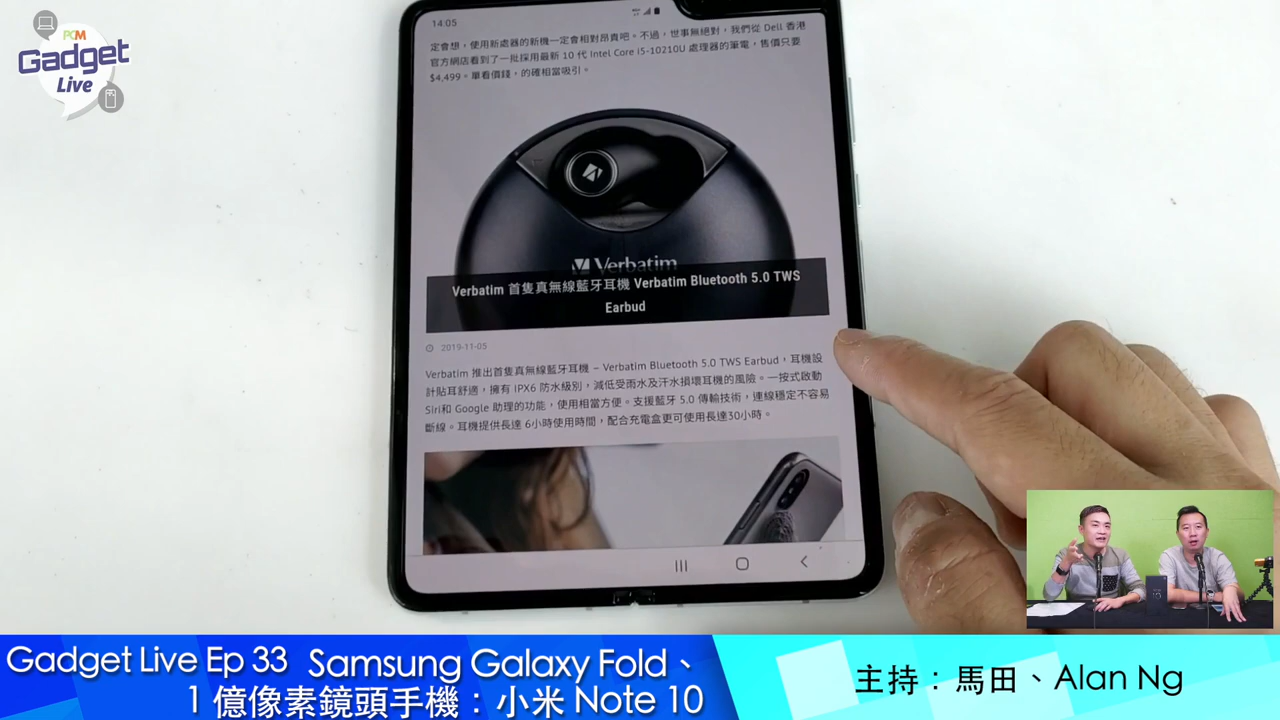 PCM
Gadget
Live
14:05
定會想，使用新處器的新機一定會相對昂貴吧。不過，世事無絕對，我們從 Dell 香港
官方網店看到了一批採用最新 10 代 Intel Core i5-10210U 處理器的筆電，售價只要
$4,499。單看價錢，的確相當吸引。
Verbatim
Verbatim 首隻真無線藍牙耳機 Verbatim Bluetooth 5.0 TWS
Earbud
2019-11-05
Verbatim 推出首隻真無線藍牙耳機 – Verbatim Bluetooth 5.0 TWS Earbud，耳機設
計貼耳舒適，擁有 IPX6 防水級別，減低受雨水及汗水損壞耳機的風險。一按式啟動
Siri和 Google 助理的功能，使用相當方便。支援藍牙 5.0 傳輸技術，連線穩定不容易
斷線。耳機提供長達 6小時使用時間，配合充電盒更可使用長達30小時。
Gadget Live Ep 33 Samsung Galaxy Fold、
1 億像素鏡頭手機：小米 Note 10
主持：馬田、Alan Ng